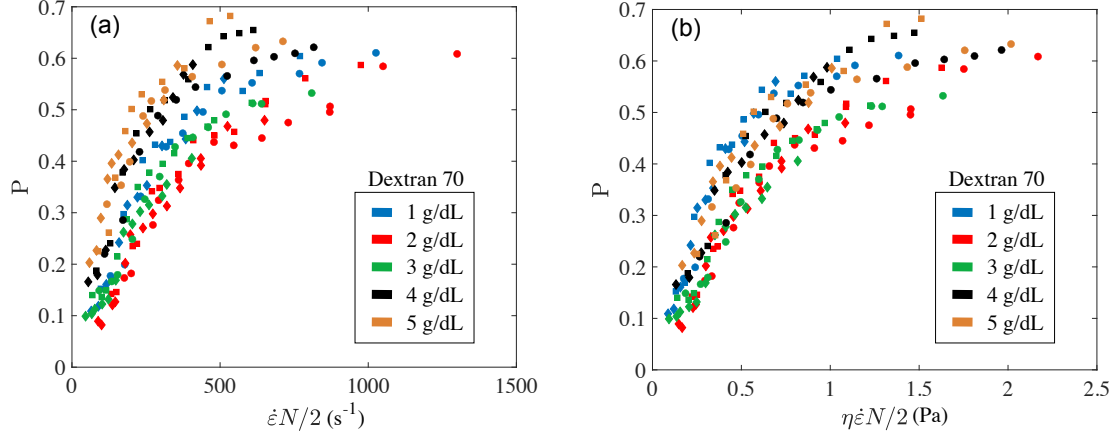 (a)
P
0.7
0.6
0.5
0.4
0.3
0.2
0.1
0
Dextran 70
1 g/dL
2 g/dL
3 g/dL
4 g/dL
5 g/dL
0 500 1000 1500
ε̇N/2 (s⁻¹)
(b)
P
0.7
0.6
0.5
0.4
0.3
0.2
0.1
0
Dextran 70
1 g/dL
2 g/dL
3 g/dL
4 g/dL
5 g/dL
0 0.5 1 1.5 2 2.5
ηε̇N/2 (Pa)